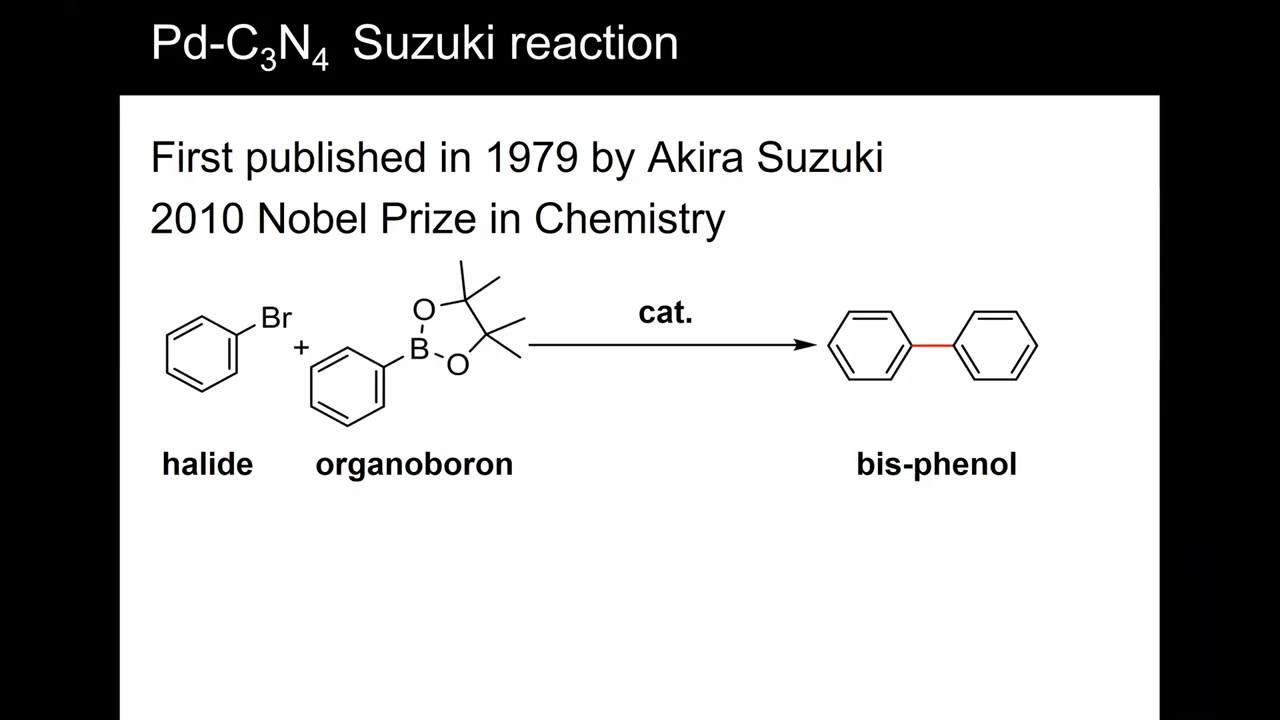 Pd-C₃N₄ Suzuki reaction
First published in 1979 by Akira Suzuki
2010 Nobel Prize in Chemistry
Br
+
B
O
O
cat.
halide
organoboron
bis-phenol